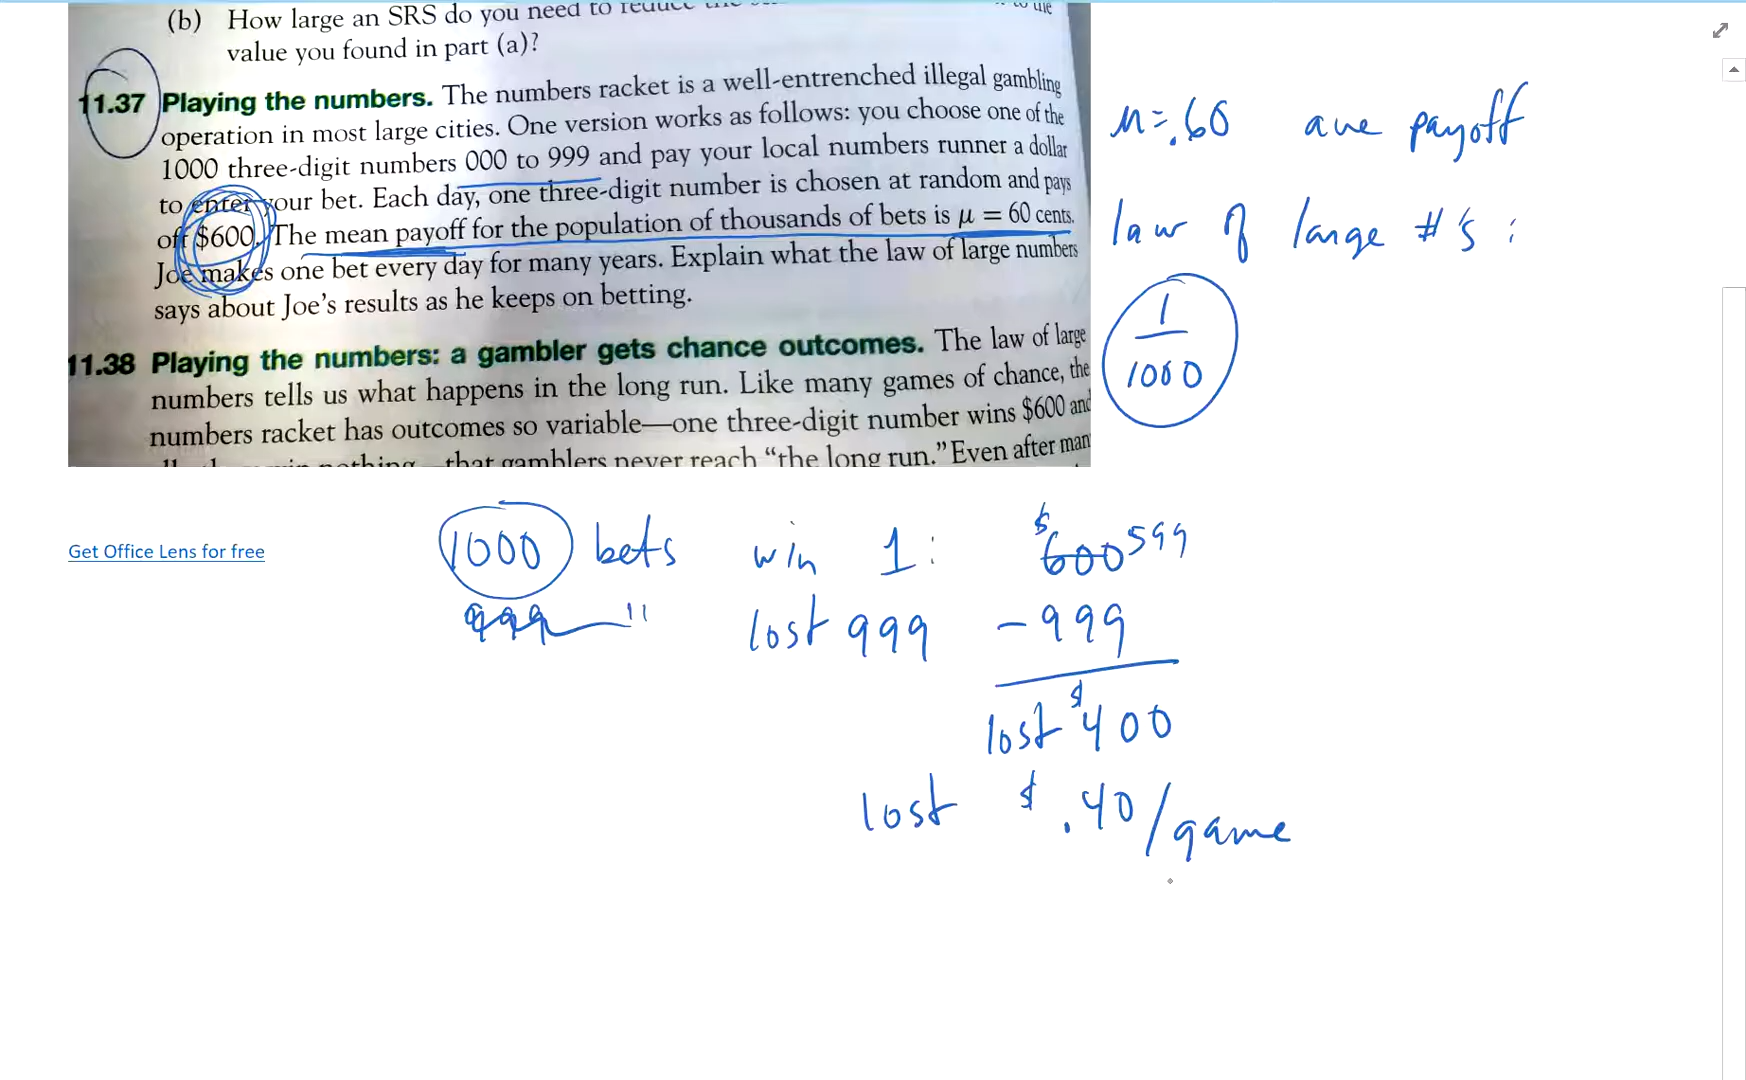 (b) How large an SRS do you need to reduce the
value you found in part (a)?
11.37 Playing the numbers. The numbers racket is a well-entrenched illegal gambling
operation in most large cities. One version works as follows: you choose one of the
1000 three-digit numbers 000 to 999 and pay your local numbers runner a dollar
to enter your bet. Each day, one three-digit number is chosen at random and pays
off $600. The mean payoff for the population of thousands of bets is μ = 60 cents.
Joe makes one bet every day for many years. Explain what the law of large numbers
says about Joe's results as he keeps on betting.
11.38 Playing the numbers: a gambler gets chance outcomes. The law of large
numbers tells us what happens in the long run. Like many games of chance, the
numbers racket has outcomes so variable—one three-digit number wins $600 and
nothing—that gamblers never reach "the long run." Even after man
μ=.60 ave payoff
law of large #'s :
1
1000
Get Office Lens for free
1000 bets win 1: $600 599
999 " lost 999 -999
lost $400
lost $.40/game